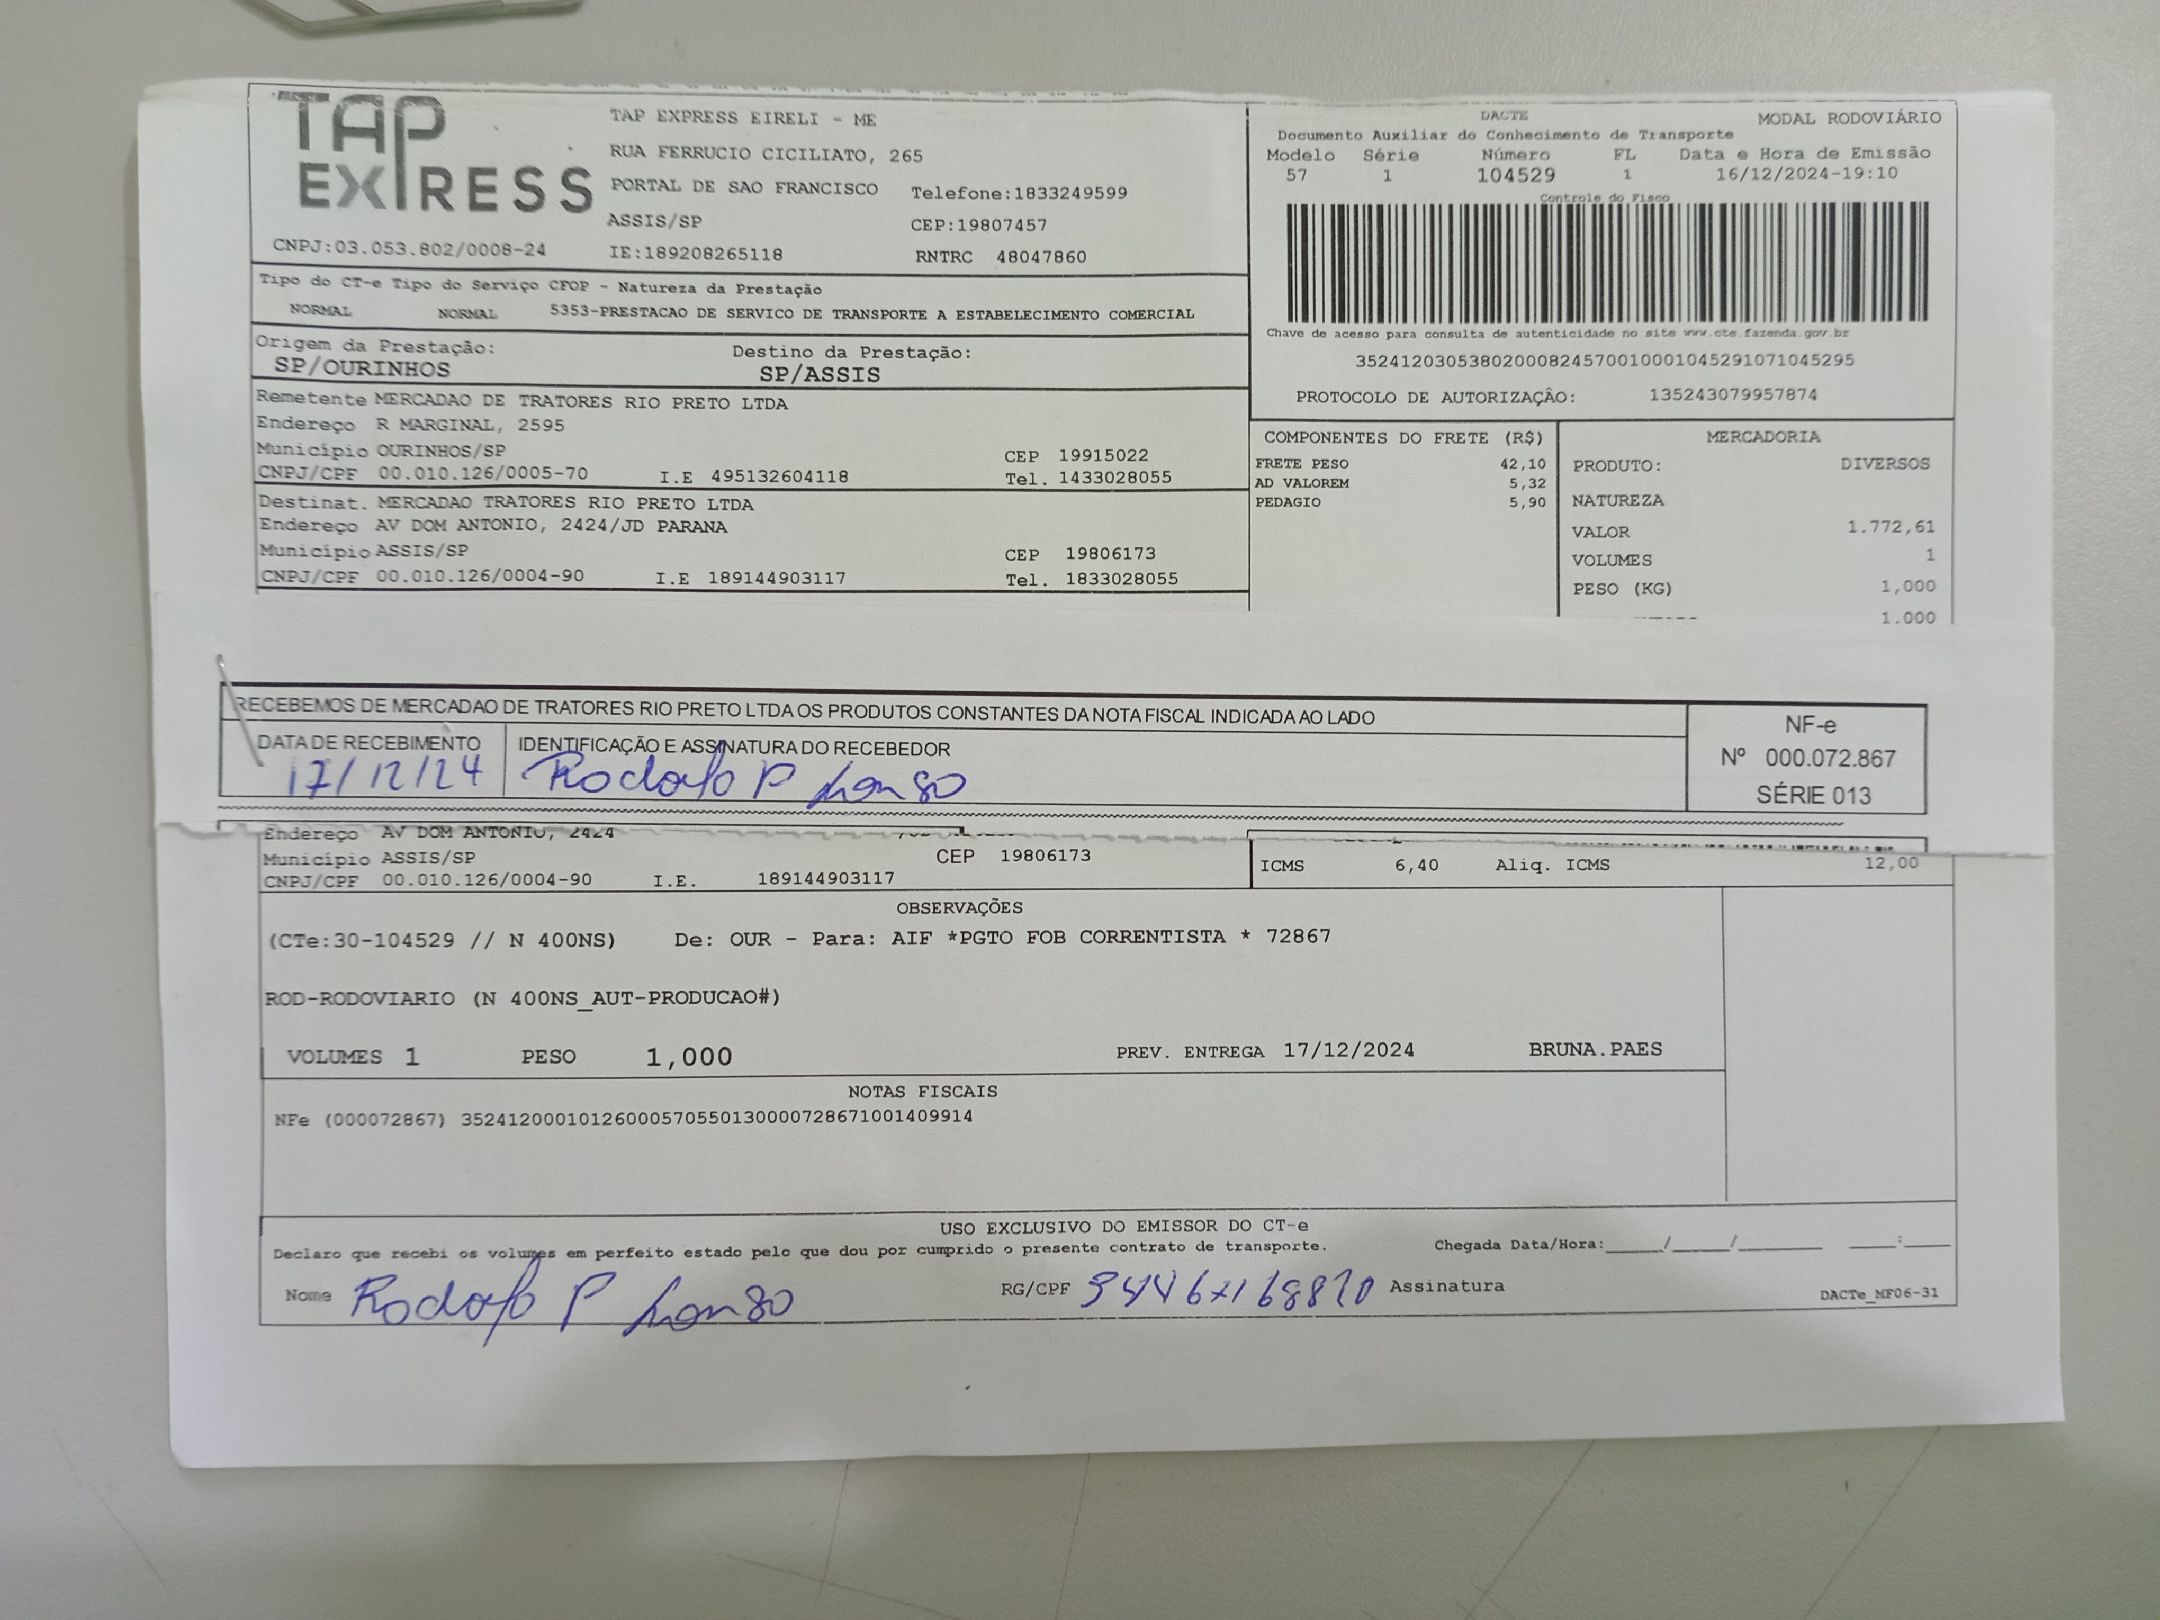 TAP EXPRESS
TAP EXPRESS EIRELI - ME
RUA FERRUCIO CICILIATO, 265
PORTAL DE SAO FRANCISCO Telefone:1833249599
ASSIS/SP CEP:19807457
CNPJ:03.053.802/0008-24 IE:189208265118 RNTRC 48047860
DACTE MODAL RODOVIÁRIO
Documento Auxiliar do Conhecimento de Transporte
Modelo Série Número FL Data e Hora de Emissão
57 1 104529 1 16/12/2024-19:10
Controle do Fisco
Chave de acesso para consulta de autenticidade no site www.cte.fazenda.gov.br
35241203053802000824570010001045291071045295
PROTOCOLO DE AUTORIZAÇÃO: 135243079957874
Tipo do CT-e Tipo do Serviço CFOP - Natureza da Prestação
NORMAL NORMAL 5353-PRESTACAO DE SERVICO DE TRANSPORTE A ESTABELECIMENTO COMERCIAL
Origem da Prestação: Destino da Prestação:
SP/OURINHOS SP/ASSIS
Remetente MERCADAO DE TRATORES RIO PRETO LTDA
Endereço R MARGINAL, 2595
Município OURINHOS/SP CEP 19915022
CNPJ/CPF 00.010.126/0005-70 I.E 495132604118 Tel. 1433028055
Destinat. MERCADAO TRATORES RIO PRETO LTDA
Endereço AV DOM ANTONIO, 2424/JD PARANA
Município ASSIS/SP CEP 19806173
CNPJ/CPF 00.010.126/0004-90 I.E 189144903117 Tel. 1833028055
COMPONENTES DO FRETE (R$)
FRETE PESO 42,10
AD VALOREM 5,32
PEDAGIO 5,90
MERCADORIA
PRODUTO: DIVERSOS
NATUREZA
VALOR 1.772,61
VOLUMES 1
PESO (KG) 1,000
1.000
RECEBEMOS DE MERCADAO DE TRATORES RIO PRETO LTDA OS PRODUTOS CONSTANTES DA NOTA FISCAL INDICADA AO LADO
DATA DE RECEBIMENTO IDENTIFICAÇÃO E ASSINATURA DO RECEBEDOR
17/12/24 Rodolfo P
NF-e
Nº 000.072.867
SÉRIE 013
Endereço AV DOM ANTONIO, 2424
Município ASSIS/SP CEP 19806173
CNPJ/CPF 00.010.126/0004-90 I.E. 189144903117
ICMS 6,40 Aliq. ICMS 12,00
OBSERVAÇÕES
(CTe:30-104529 // N 400NS) De: OUR - Para: AIF *PGTO FOB CORRENTISTA * 72867
ROD-RODOVIARIO (N 400NS_AUT-PRODUCAO#)
VOLUMES 1 PESO 1,000 PREV. ENTREGA 17/12/2024 BRUNA.PAES
NOTAS FISCAIS
NFe (000072867) 35241200010126000570550130000728671001409914
USO EXCLUSIVO DO EMISSOR DO CT-e
Declaro que recebi os volumes em perfeito estado pelo que dou por cumprido o presente contrato de transporte. Chegada Data/Hora:_____/_____/_______ ____:____
Nome Rodolfo P RG/CPF Assinatura
DACTe_MF06-31